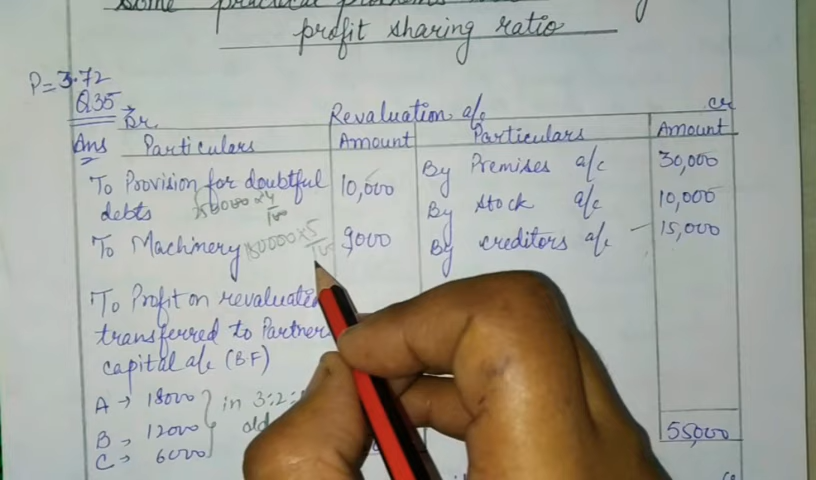 profit sharing ratio
P=3.72
Q35
Dr. Revaluation a/c cr
Ans Particulars Amount Particulars Amount
To Provision for doubtful 10,000 By Premises a/c 30,000
debts By Stock a/c 10,000
To Machinery 9,000 By creditors a/c 15,000
To Profit on revaluation
transferred to Partner
capital a/c (BF)
A → 18000 in 3:2:
B → 12000 old
C → 6000
55,000